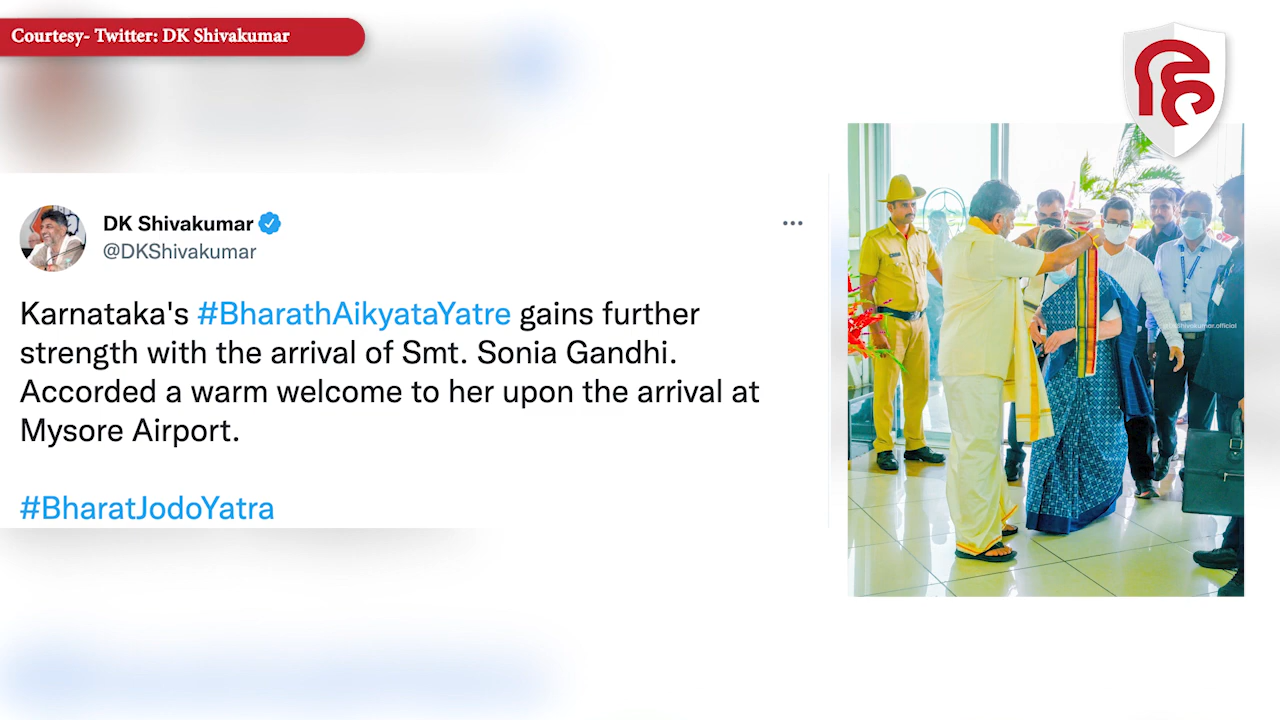 Courtesy- Twitter: DK Shivakumar
हि
DK Shivakumar
@DKShivakumar
Karnataka's #BharathAikyataYatre gains further
strength with the arrival of Smt. Sonia Gandhi.
Accorded a warm welcome to her upon the arrival at
Mysore Airport.
#BharatJodoYatra